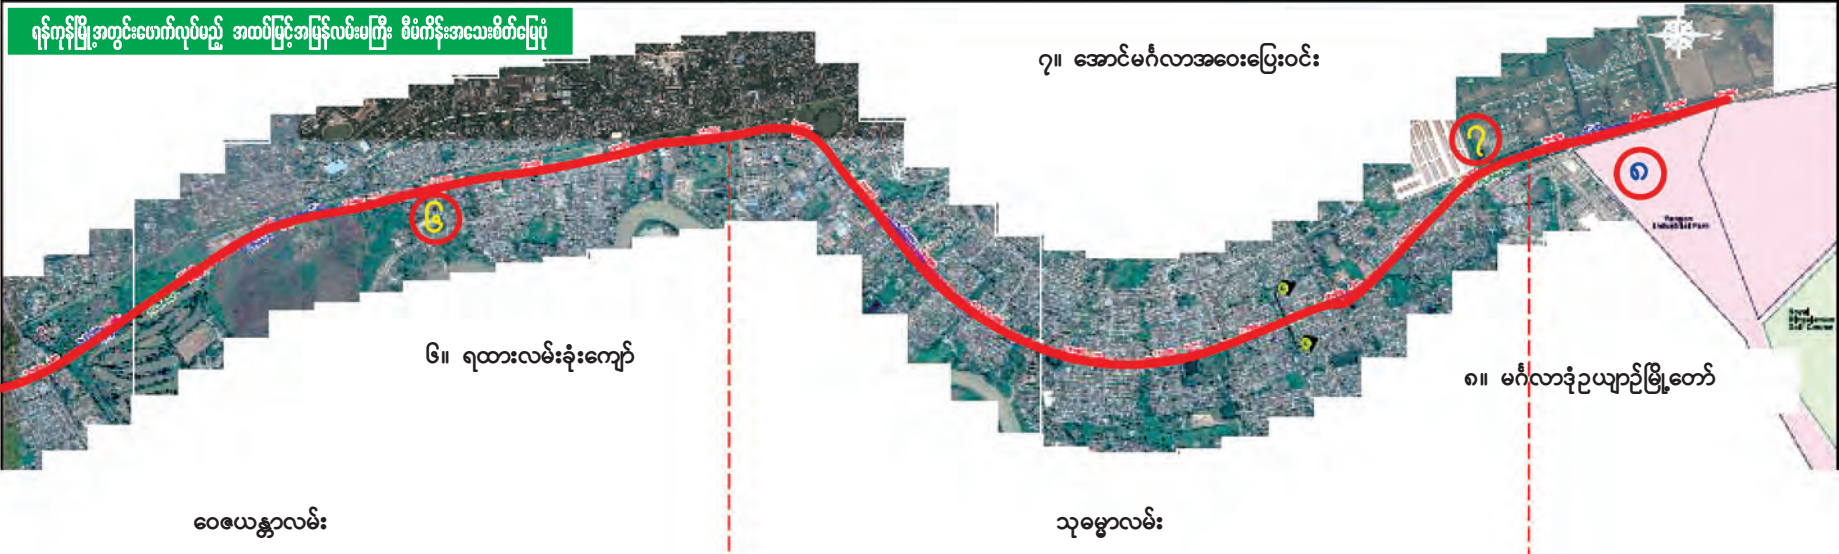 ရန်ကုန်မြို့အတွင်းဖောက်လုပ်မည့် အထပ်မြင့်အမြန်လမ်းမကြီး စီမံကိန်းအသေးစိတ်မြေပုံ
၇။ အောင်မင်္ဂလာအဝေးပြေးဝင်း
၇
၈
၆
၆။ ရထားလမ်းခုံးကျော်
၈။ မင်္ဂလာဒုံဥယျာဉ်မြို့တော်
ဝေဇယန္တာလမ်း
သုဓမ္မာလမ်း